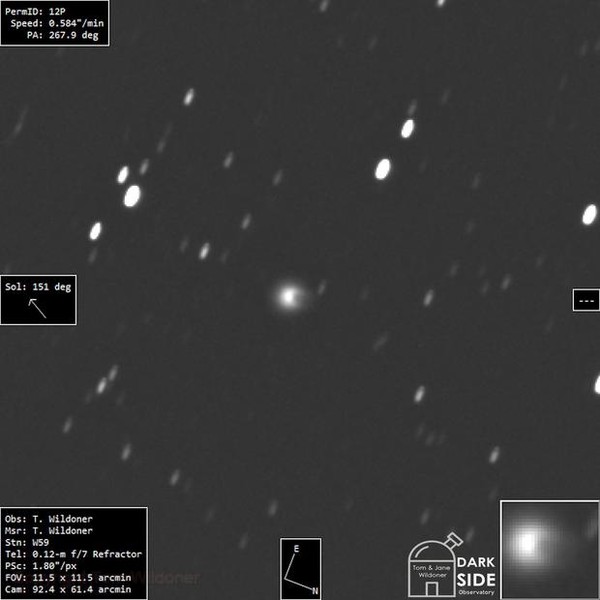 PermID: 12P
Speed: 0.584"/min
PA: 267.9 deg
Sol: 151 deg
---
Obs: T. Wildoner
Msr: T. Wildoner
Stn: W59
Tel: 0.12-m f/7 Refractor
PSc: 1.80"/px
FOV: 11.5 x 11.5 arcmin
Cam: 92.4 x 61.4 arcmin
E
N
Tom & Jane
Wildoner
DARK
SIDE
Observatory